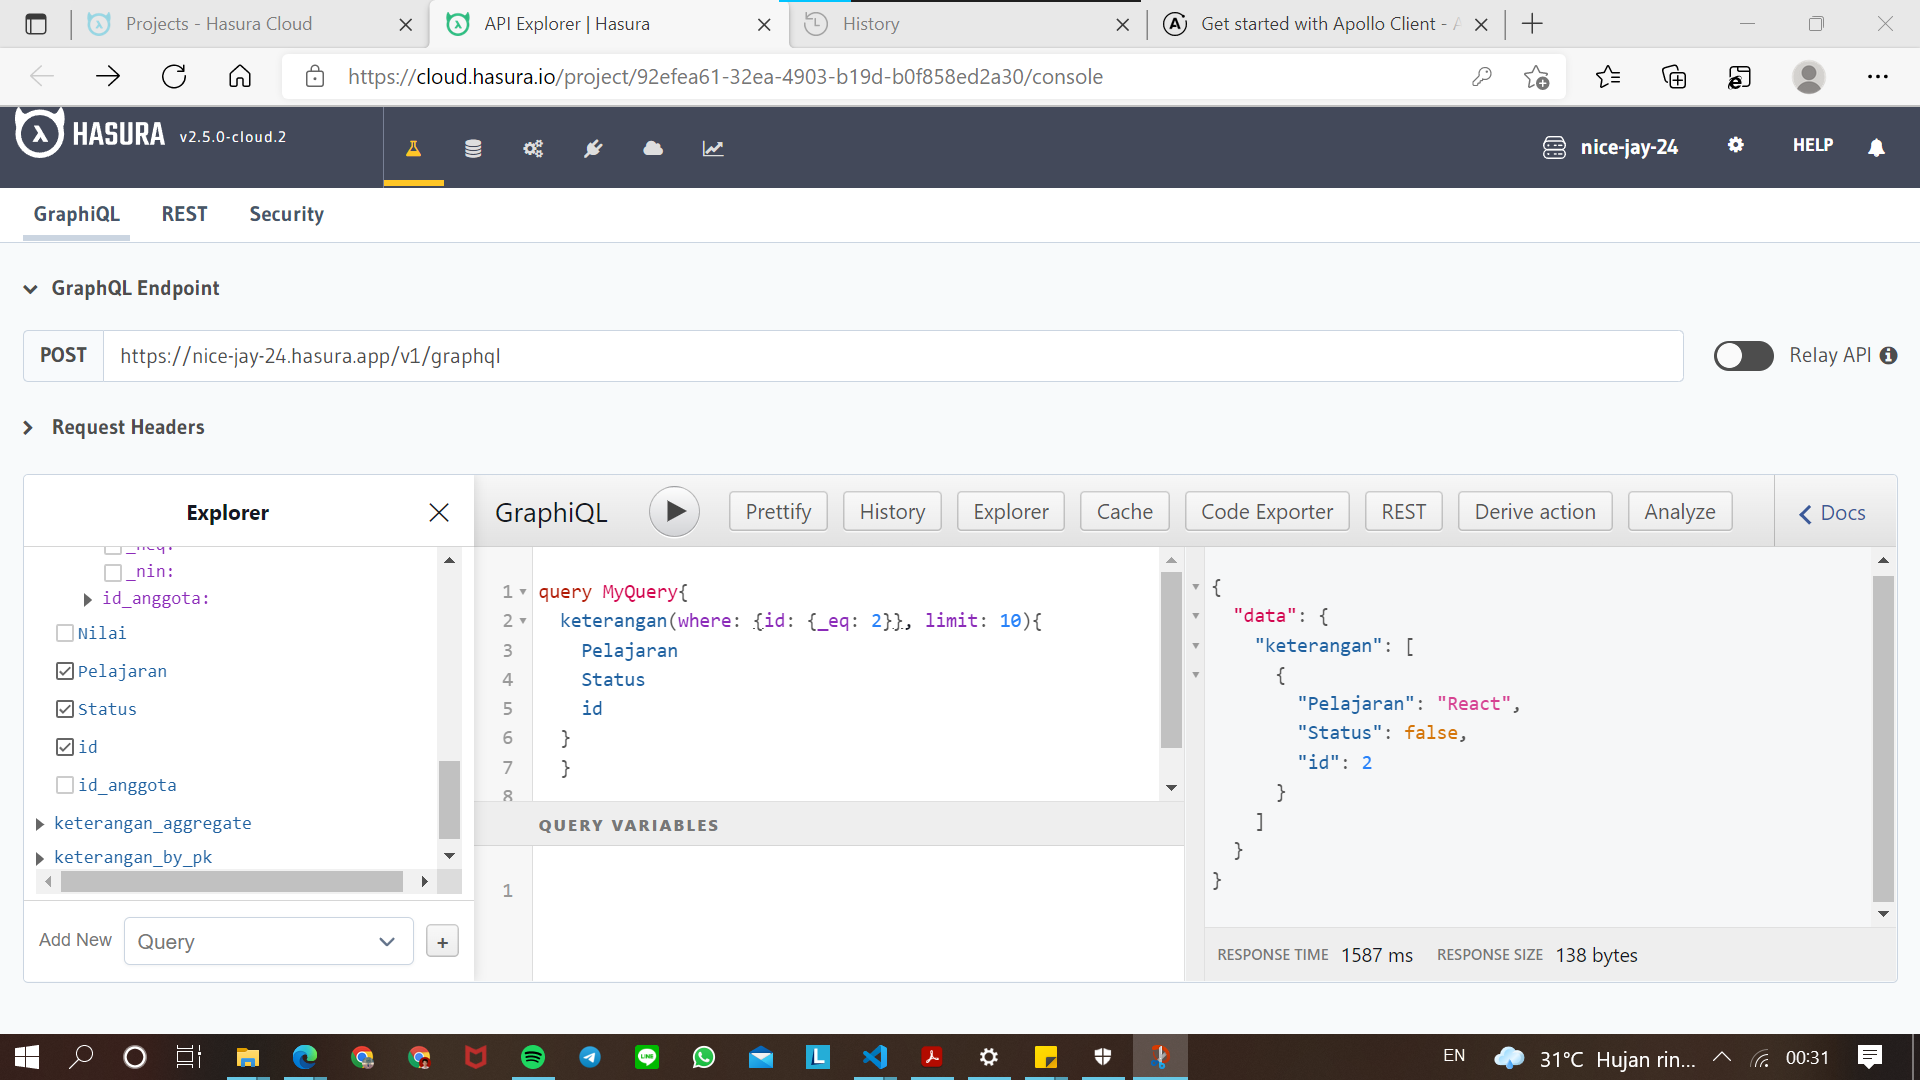 Projects - Hasura Cloud
API Explorer | Hasura
History
Get started with Apollo Client -
https://cloud.hasura.io/project/92efea61-32ea-4903-b19d-b0f858ed2a30/console
HASURA v2.5.0-cloud.2
nice-jay-24
HELP
GraphiQL REST Security
GraphQL Endpoint
POST https://nice-jay-24.hasura.app/v1/graphql
Relay API
Request Headers
Explorer
GraphiQL Prettify History Explorer Cache Code Exporter REST Derive action Analyze Docs
_neq:
_nin:
id_anggota:
Nilai
Pelajaran
Status
id
id_anggota
keterangan_aggregate
keterangan_by_pk
Add New Query +
1 query MyQuery{
2 keterangan(where: {id: {_eq: 2}}, limit: 10){
3 Pelajaran
4 Status
5 id
6 }
7 }
8
QUERY VARIABLES
1
{
"data": {
"keterangan": [
{
"Pelajaran": "React",
"Status": false,
"id": 2
}
]
}
}
RESPONSE TIME 1587 ms RESPONSE SIZE 138 bytes
EN 31°C Hujan rin... 00:31